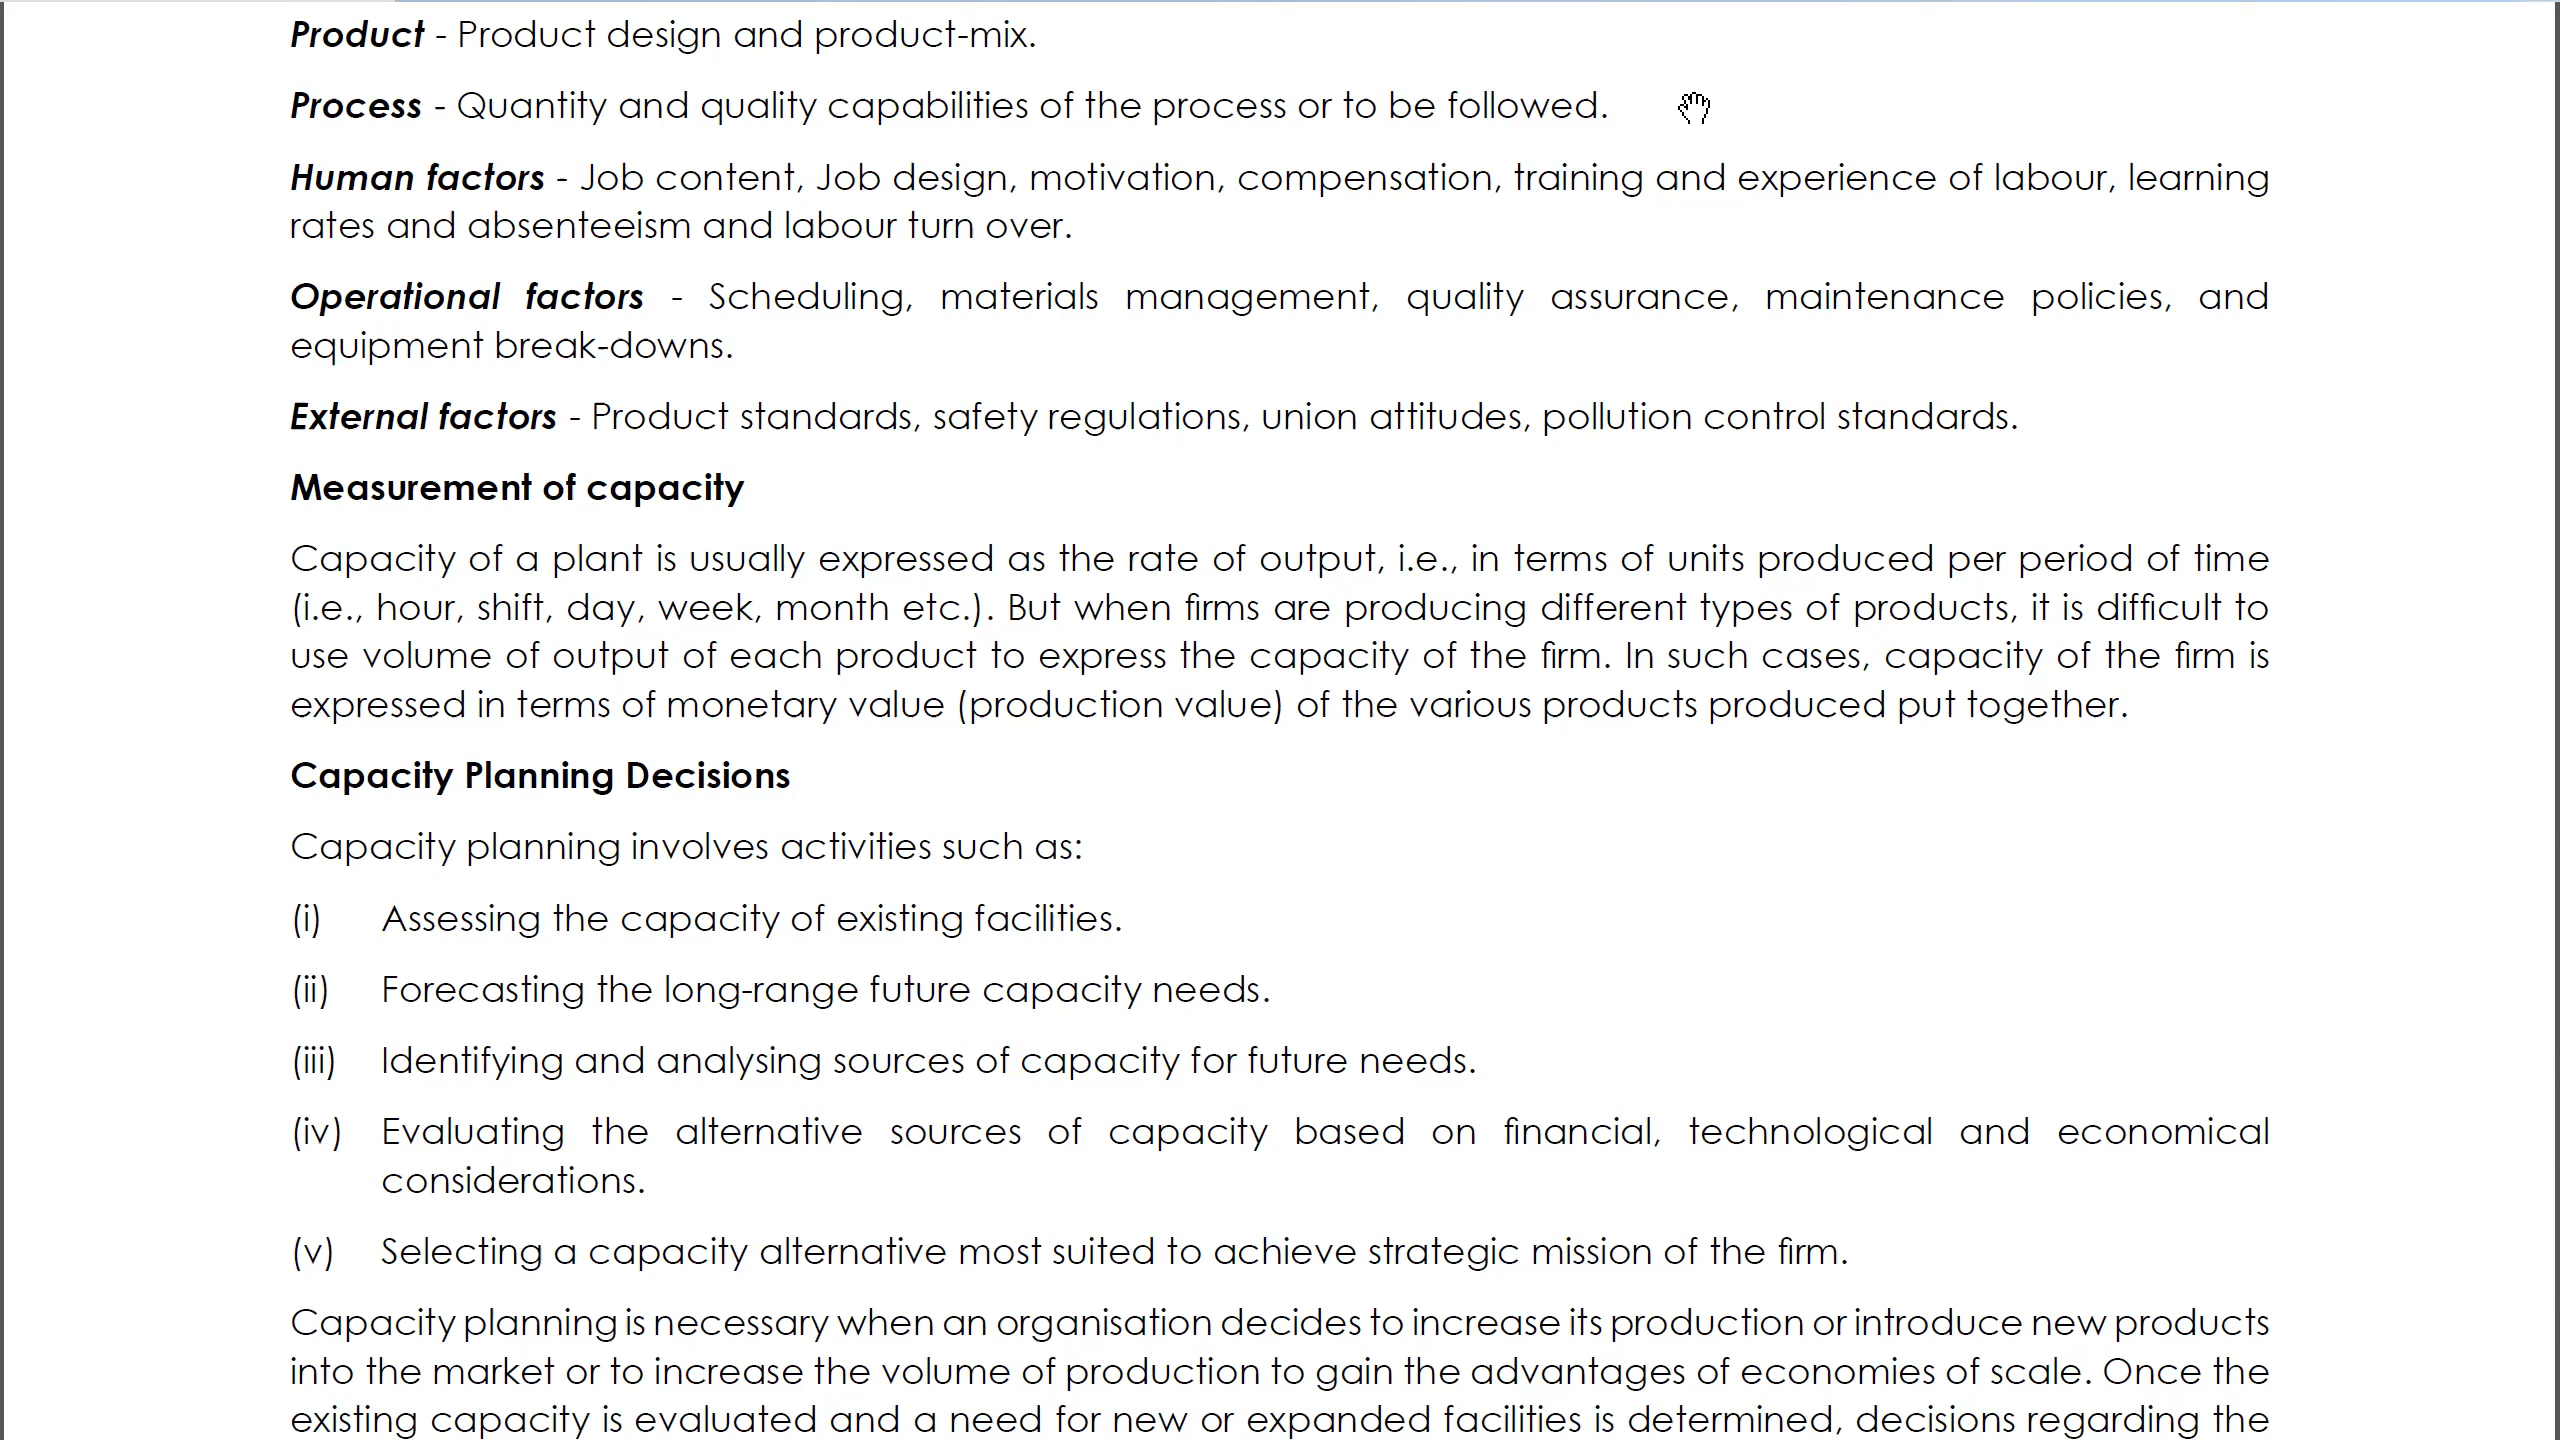 Product - Product design and product-mix.
Process - Quantity and quality capabilities of the process or to be followed.
Human factors - Job content, Job design, motivation, compensation, training and experience of labour, learning
rates and absenteeism and labour turn over.
Operational factors - Scheduling, materials management, quality assurance, maintenance policies, and
equipment break-downs.
External factors - Product standards, safety regulations, union attitudes, pollution control standards.
Measurement of capacity
Capacity of a plant is usually expressed as the rate of output, i.e., in terms of units produced per period of time
(i.e., hour, shift, day, week, month etc.). But when firms are producing different types of products, it is difficult to
use volume of output of each product to express the capacity of the firm. In such cases, capacity of the firm is
expressed in terms of monetary value (production value) of the various products produced put together.
Capacity Planning Decisions
Capacity planning involves activities such as:
(i) Assessing the capacity of existing facilities.
(ii) Forecasting the long-range future capacity needs.
(iii) Identifying and analysing sources of capacity for future needs.
(iv) Evaluating the alternative sources of capacity based on financial, technological and economical
considerations.
(v) Selecting a capacity alternative most suited to achieve strategic mission of the firm.
Capacity planning is necessary when an organisation decides to increase its production or introduce new products
into the market or to increase the volume of production to gain the advantages of economies of scale. Once the
existing capacity is evaluated and a need for new or expanded facilities is determined, decisions regarding the